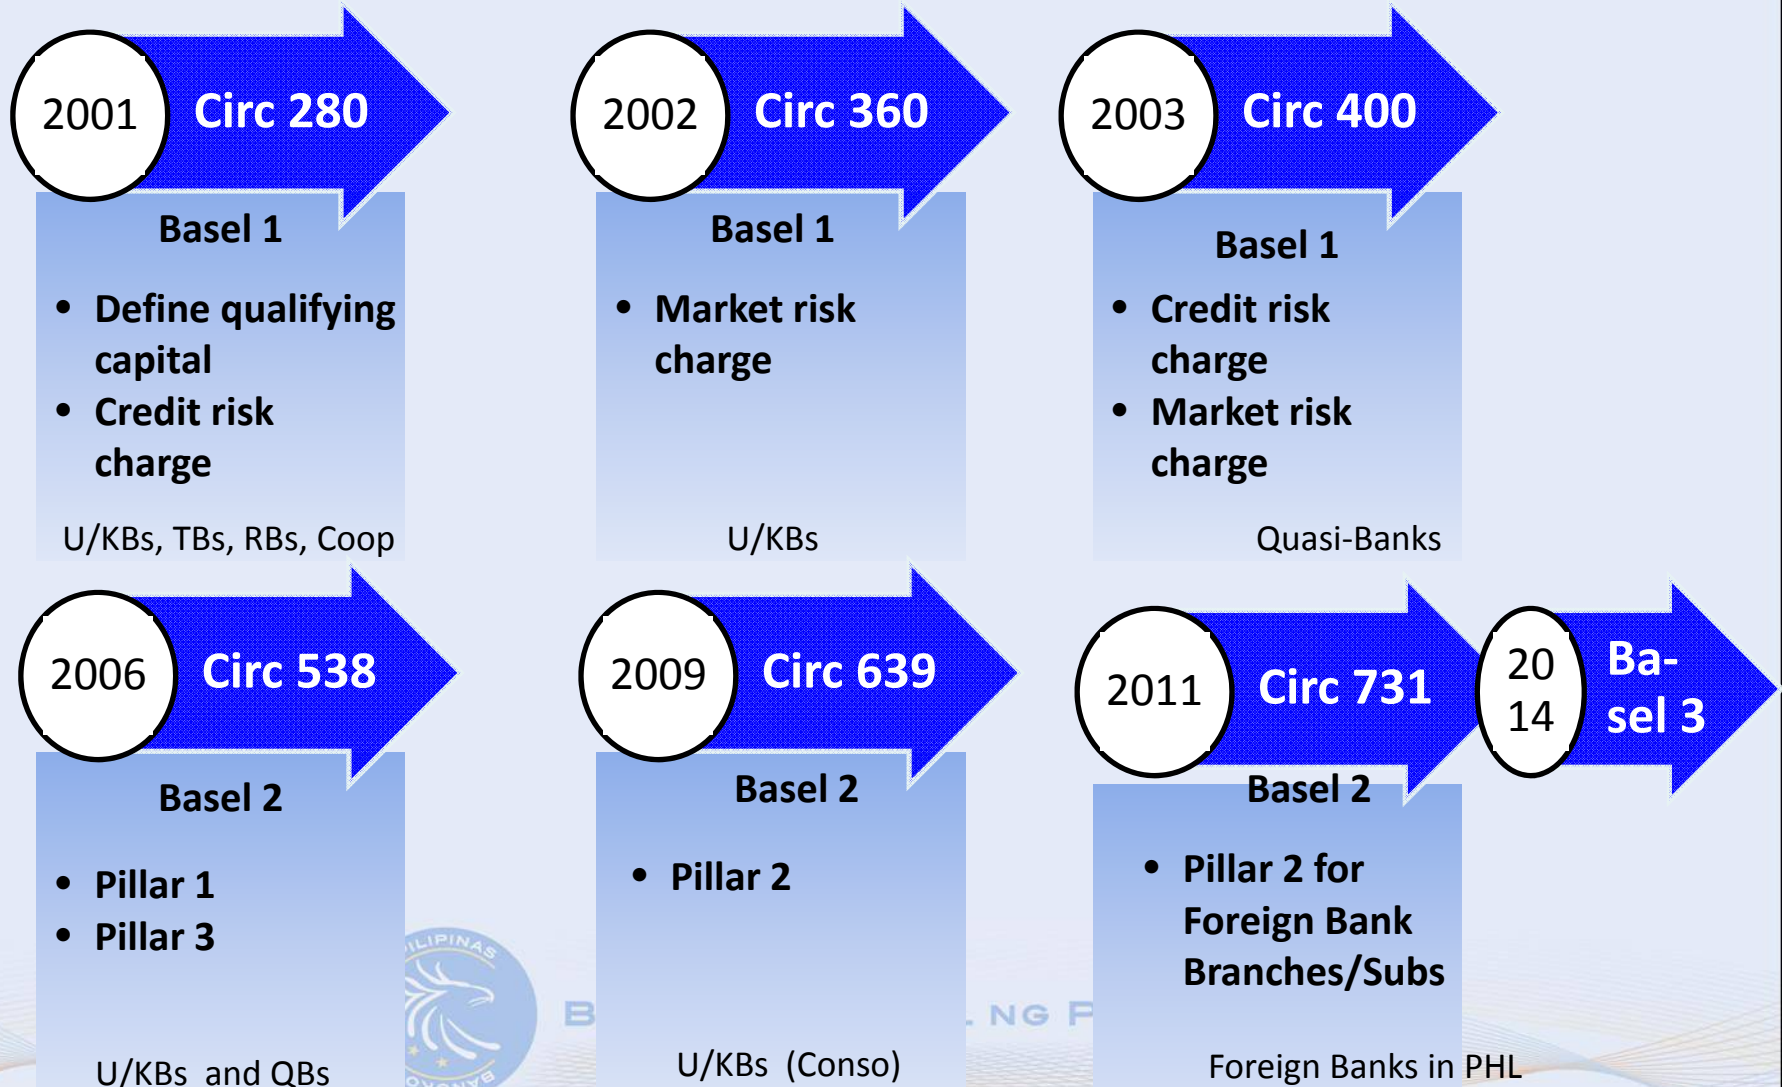 2001 Circ 280
Basel 1
• Define qualifying
capital
• Credit risk
charge
U/KBs, TBs, RBs, Coop
2002 Circ 360
Basel 1
• Market risk
charge
U/KBs
2003 Circ 400
Basel 1
• Credit risk
charge
• Market risk
charge
Quasi-Banks
2006 Circ 538
Basel 2
• Pillar 1
• Pillar 3
U/KBs and QBs
2009 Circ 639
Basel 2
• Pillar 2
U/KBs (Conso)
2011 Circ 731
Basel 2
• Pillar 2 for
Foreign Bank
Branches/Subs
Foreign Banks in PHL
20
14
Ba-
sel 3
NG